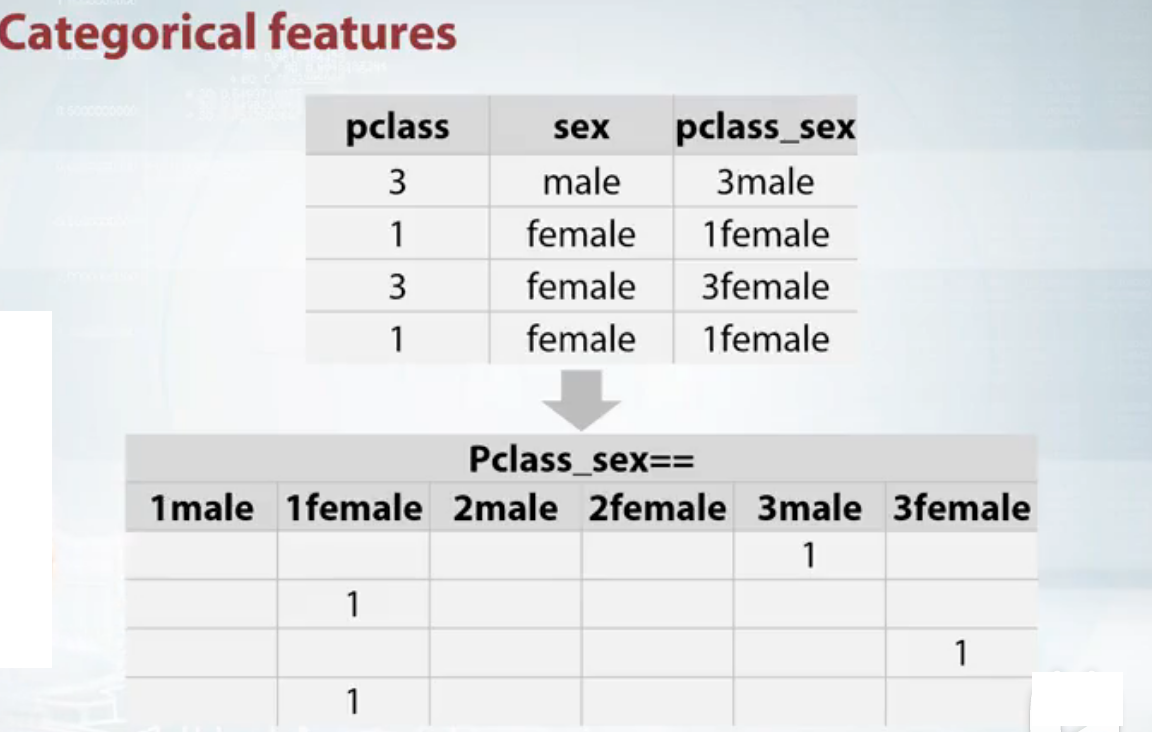 Categorical features
pclass sex pclass_sex
3 male 3male
1 female 1female
3 female 3female
1 female 1female
Pclass_sex==
1male 1female 2male 2female 3male 3female
1
1
1
1